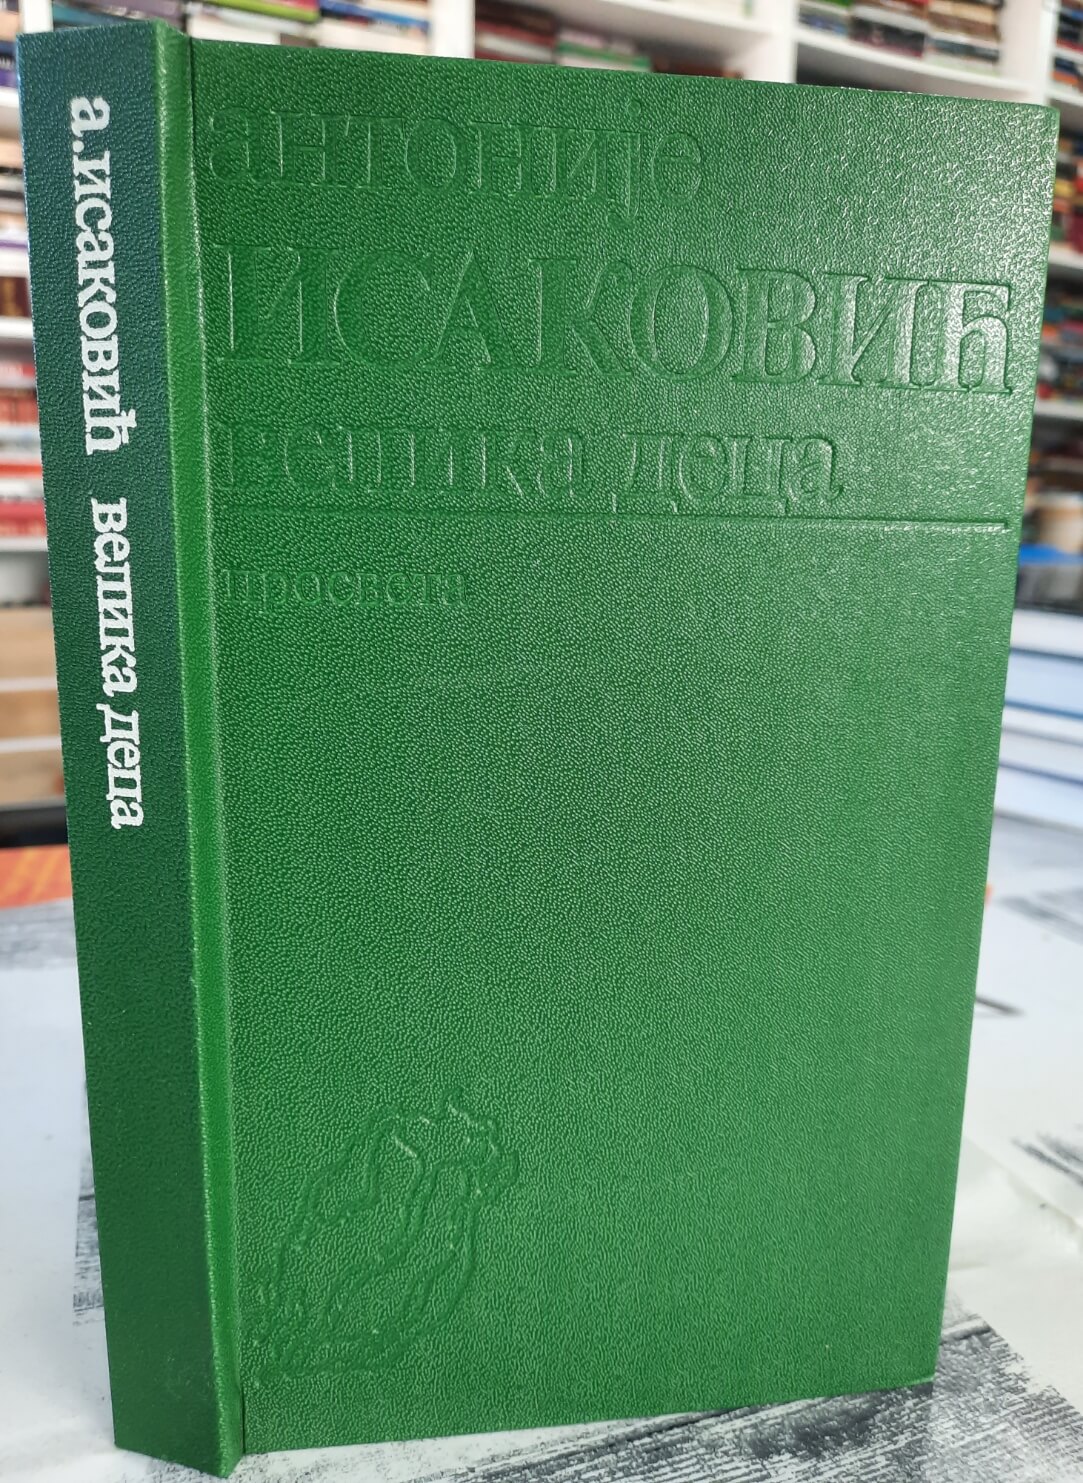 а. исаковић велика деца
антоније
ИСАКОВИЋ
велика деца
просвета